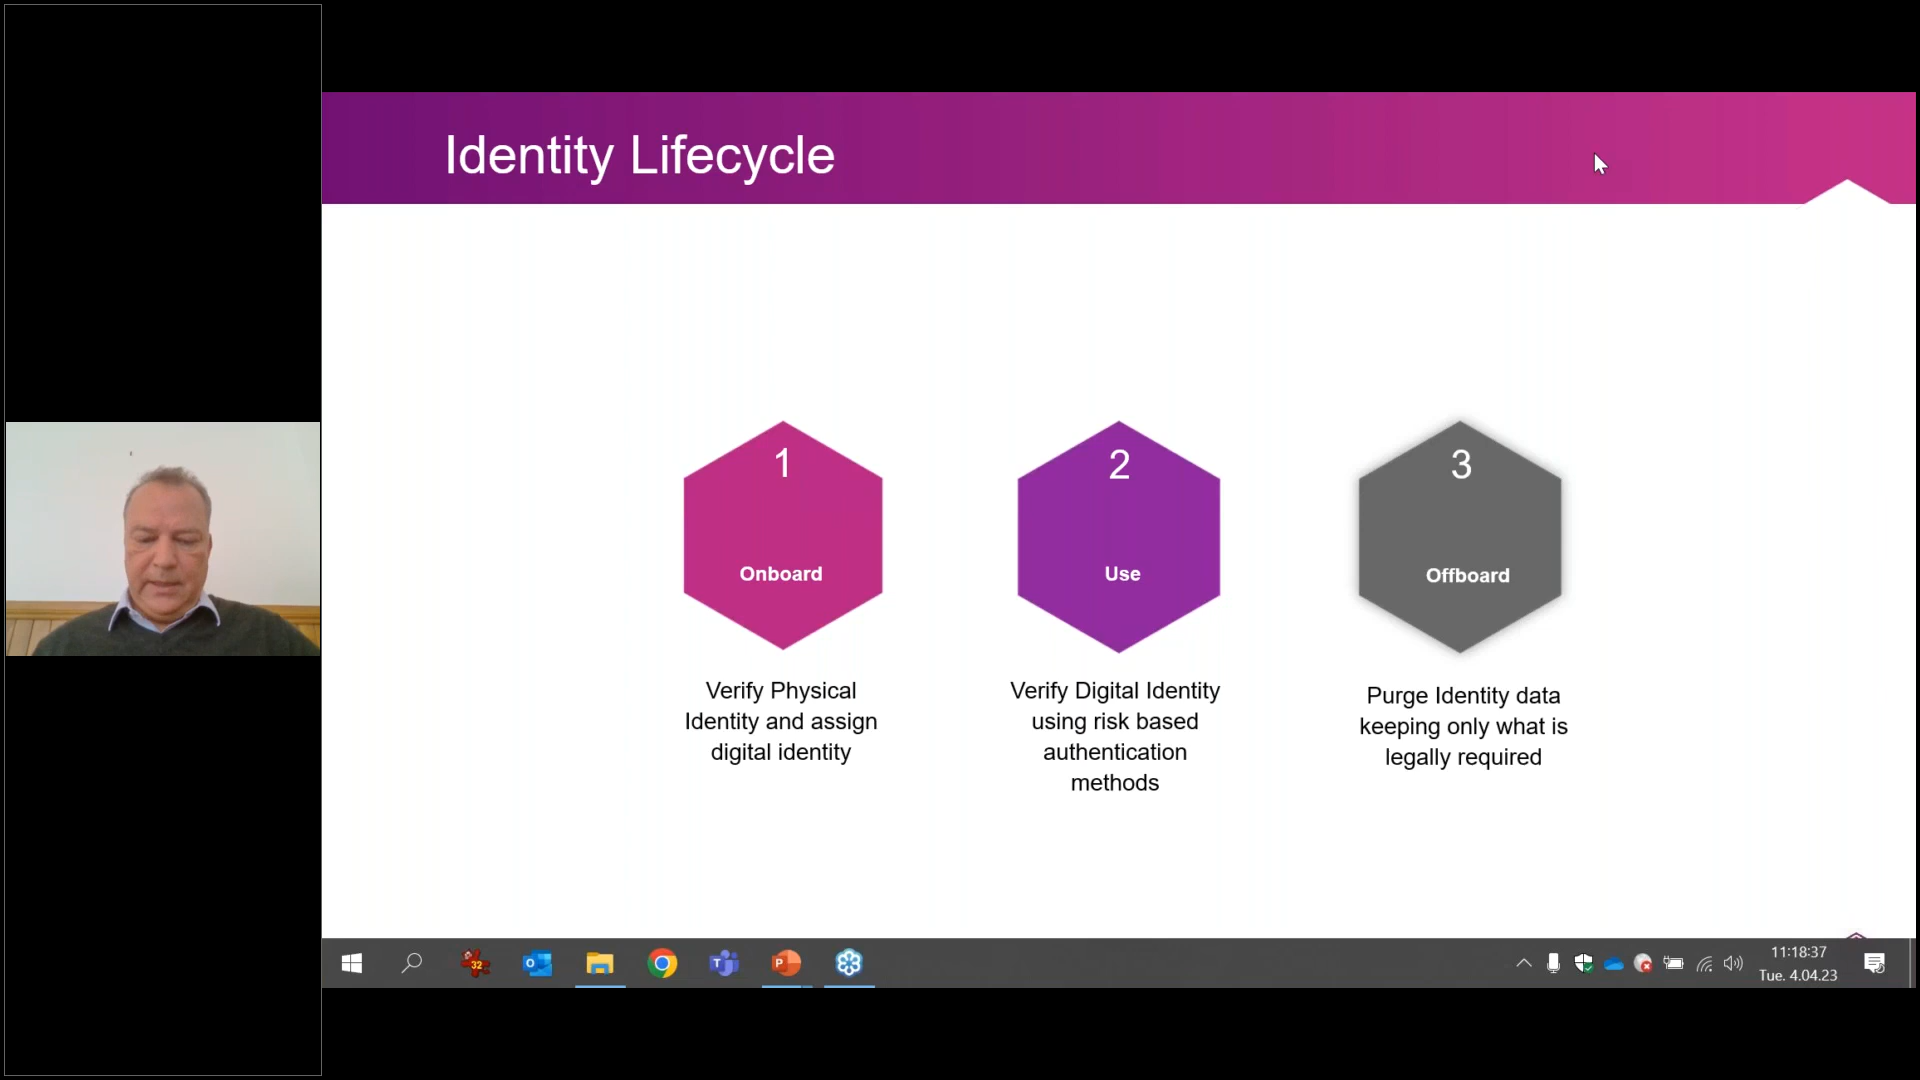 Identity Lifecycle
1
Onboard
Verify Physical
Identity and assign
digital identity
2
Use
Verify Digital Identity
using risk based
authentication
methods
3
Offboard
Purge Identity data
keeping only what is
legally required
32
11:18:37
Tue. 4.04.23